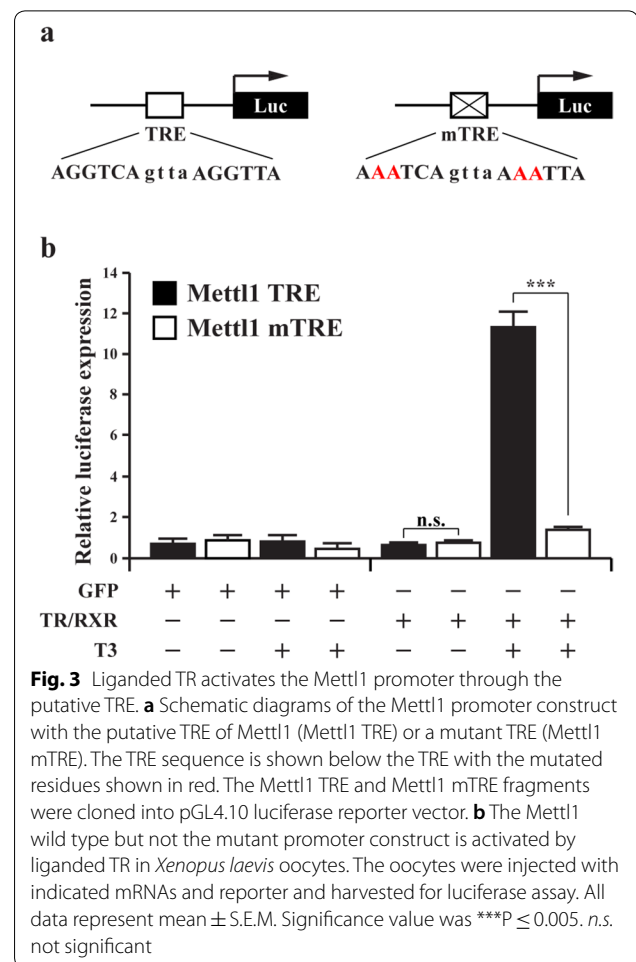 a
Luc Luc
TRE mTRE
AGGTCA gtta AGGTTA AAATCA gtta AAATTA
b
14
12
10
8
6
4
2
0
Relative luciferase expression
Mettl1 TRE
Mettl1 mTRE
***
n.s.
GFP + + + + − − − −
TR/RXR − − − − + + + +
T3 − − + + − − + +
Fig. 3 Liganded TR activates the Mettl1 promoter through the
putative TRE. a Schematic diagrams of the Mettl1 promoter construct
with the putative TRE of Mettl1 (Mettl1 TRE) or a mutant TRE (Mettl1
mTRE). The TRE sequence is shown below the TRE with the mutated
residues shown in red. The Mettl1 TRE and Mettl1 mTRE fragments
were cloned into pGL4.10 luciferase reporter vector. b The Mettl1
wild type but not the mutant promoter construct is activated by
liganded TR in Xenopus laevis oocytes. The oocytes were injected with
indicated mRNAs and reporter and harvested for luciferase assay. All
data represent mean ± S.E.M. Significance value was ***P ≤ 0.005. n.s.
not significant